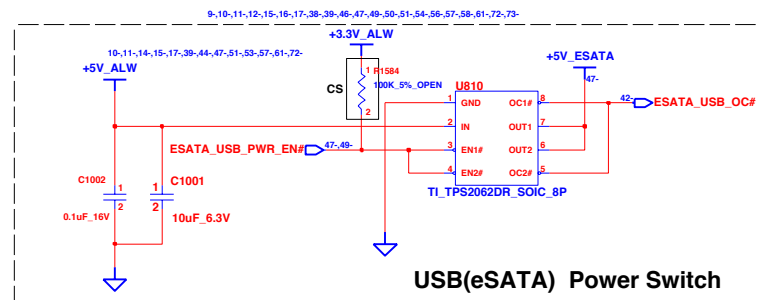 9-,10-,11-,12-,15-,16-,17-,38-,39-,46-,47-,49-,50-,51-,54-,56-,57-,58-,61-,72-,73-
+3.3V_ALW
10-,11-,14-,15-,17-,39-,44-,47-,51-,53-,57-,61-,72-
+5V_ALW
+5V_ESATA
47-
1 R1584
100K_5%_OPEN
CS
2
U810
1 GND OC1# 8
42- ESATA_USB_OC#
OUT1 7
2 IN
ESATA_USB_PWR_EN# 47-,49-
3 EN1# OUT2 6
4 EN2# OC2# 5
TI_TPS2062DR_SOIC_8P
C1002 1
2
0.1uF_16V
C1001
1
2
10uF_6.3V
USB(eSATA) Power Switch